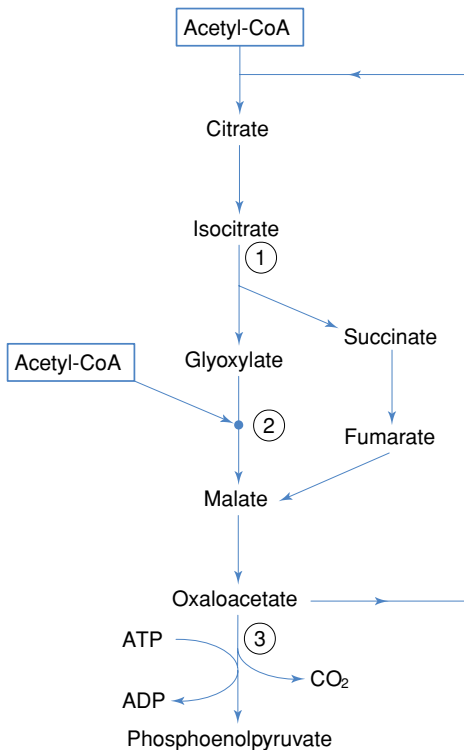 Acetyl-CoA
Citrate
Isocitrate
1
Succinate
Glyoxylate
Acetyl-CoA
2
Fumarate
Malate
Oxaloacetate
3
ATP
CO₂
ADP
Phosphoenolpyruvate